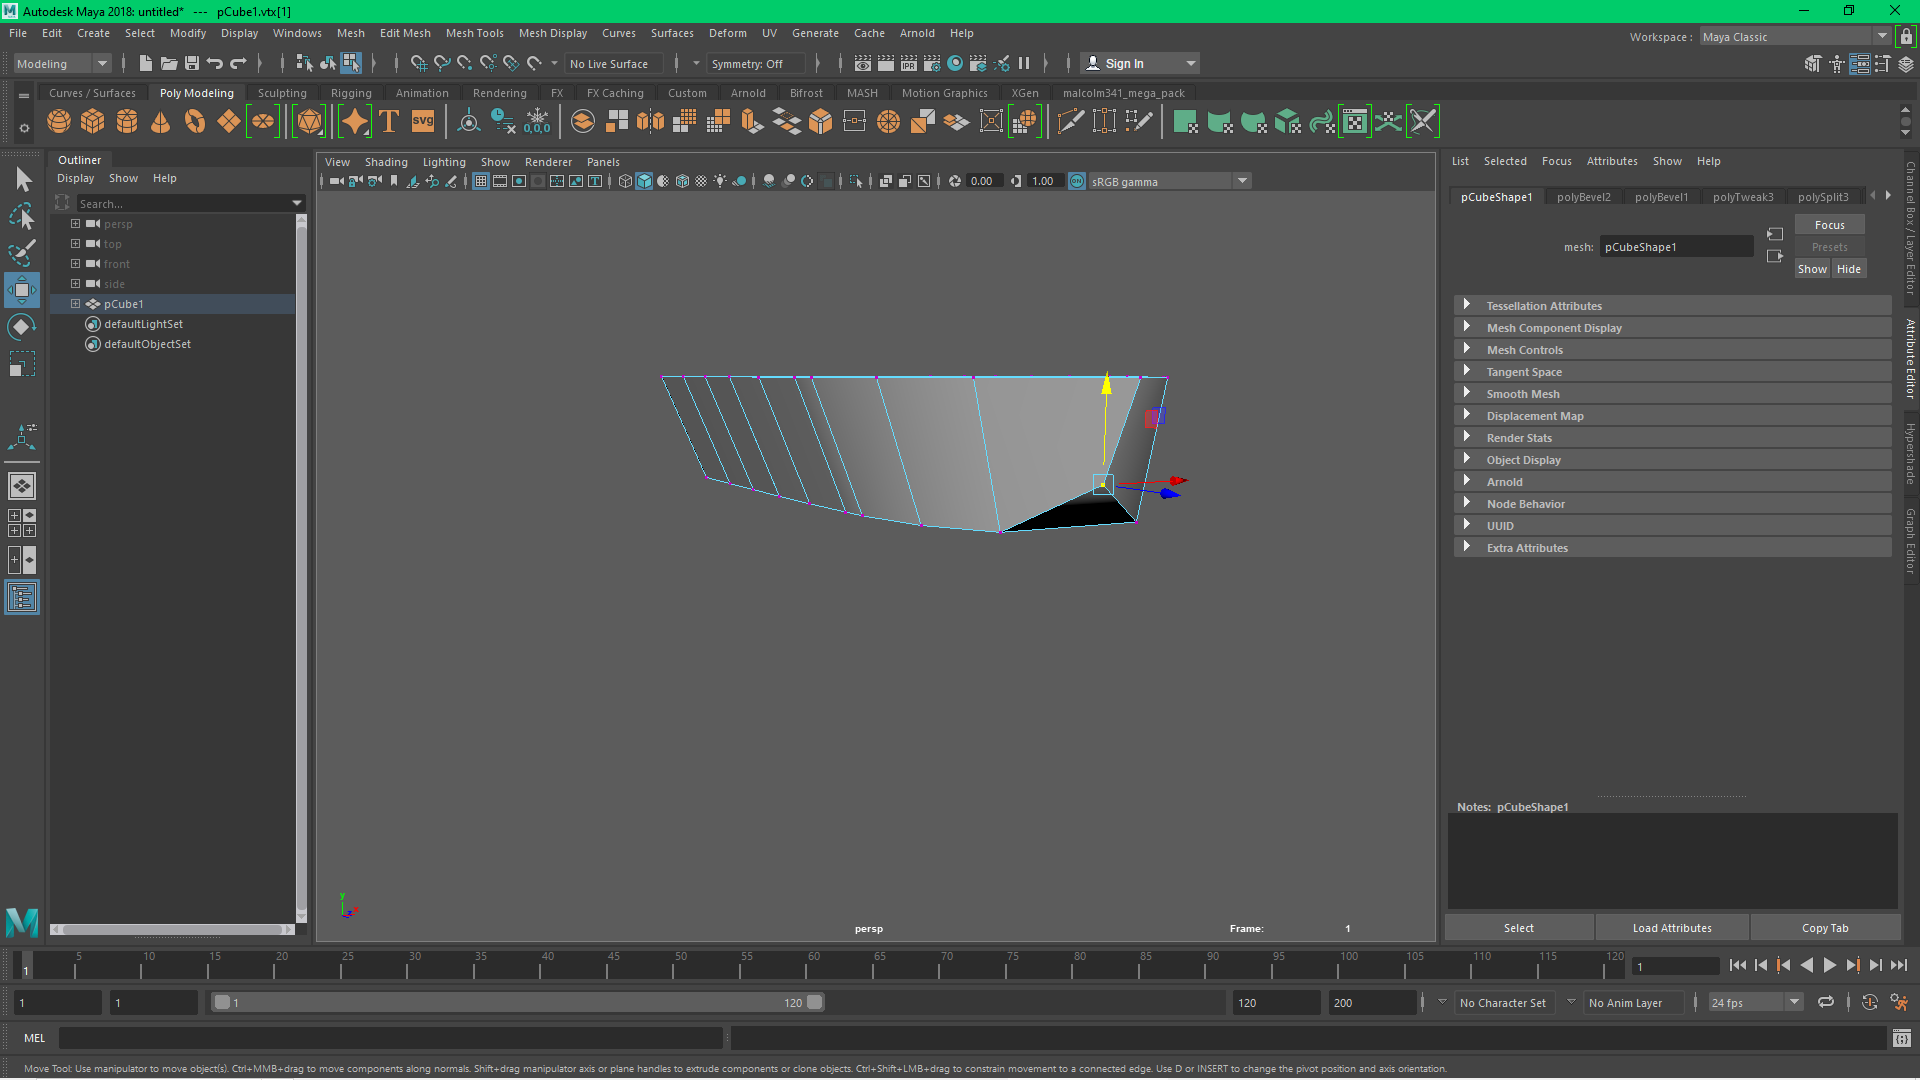 Autodesk Maya 2018: untitled* --- pCube1.vtx[1]
File Edit Create Select Modify Display Windows Mesh Edit Mesh Mesh Tools Mesh Display Curves Surfaces Deform UV Generate Cache Arnold Help
Workspace : Maya Classic
Modeling No Live Surface Symmetry: Off IPR Sign In
Curves / Surfaces Poly Modeling Sculpting Rigging Animation Rendering FX FX Caching Custom Arnold Bifrost MASH Motion Graphics XGen malcolm341_mega_pack
T svg 0,0,0
Outliner
Display Show Help
Search...
persp
top
front
side
pCube1
defaultLightSet
defaultObjectSet
View Shading Lighting Show Renderer Panels
0.00 1.00 ON sRGB gamma
y
x
persp
Frame: 1
List Selected Focus Attributes Show Help
pCubeShape1 polyBevel2 polyBevel1 polyTweak3 polySplit3
mesh: pCubeShape1
Focus
Presets
Show Hide
Tessellation Attributes
Mesh Component Display
Mesh Controls
Tangent Space
Smooth Mesh
Displacement Map
Render Stats
Object Display
Arnold
Node Behavior
UUID
Extra Attributes
Notes: pCubeShape1
Select Load Attributes Copy Tab
Channel Box / Layer Editor
Attribute Editor
Hypershade
Graph Editor
1 5 10 15 20 25 30 35 40 45 50 55 60 65 70 75 80 85 90 95 100 105 110 115 120 1
1 1 1 120 120 200 No Character Set No Anim Layer 24 fps
MEL
Move Tool: Use manipulator to move object(s). Ctrl+MMB+drag to move components along normals. Shift+drag manipulator axis or plane handles to extrude components or clone objects. Ctrl+Shift+LMB+drag to constrain movement to a connected edge. Use D or INSERT to change the pivot position and axis orientation.